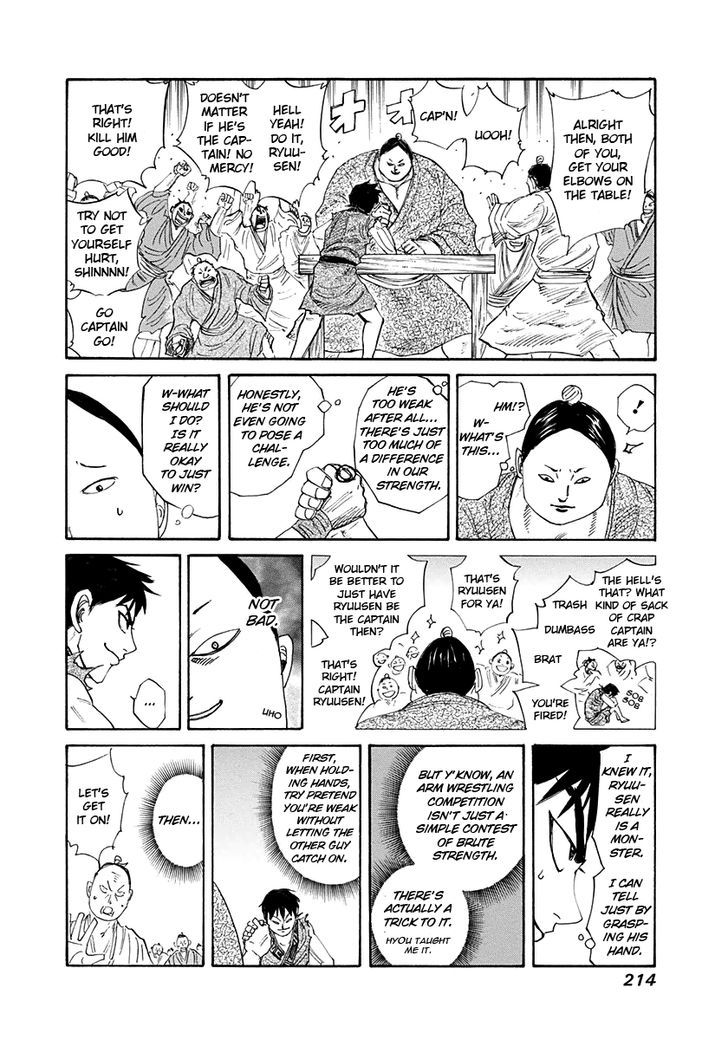 ALRIGHT
THEN, BOTH
OF YOU,
GET YOUR
ELBOWS ON
THE TABLE!
CAP'N!
UOOH!
オオ
HELL
YEAH!
DO IT,
RYUU-
SEN!
DOESN'T
MATTER
IF HE'S
THE CAP-
TAIN! NO
MERCY!
THAT'S
RIGHT!
KILL HIM
GOOD!
TRY NOT
TO GET
YOURSELF
HURT,
SHINNNN!
GO
CAPTAIN
GO!
!
HM!?
W-
WHAT'S
THIS...
HE'S
TOO WEAK
AFTER ALL...
THERE'S JUST
TOO MUCH OF
A DIFFERENCE
IN OUR
STRENGTH.
HONESTLY,
HE'S NOT
EVEN GOING
TO POSE A
CHAL-
LENGE.
W-WHAT
SHOULD
I DO?
IS IT
REALLY
OKAY
TO JUST
WIN?
THE HELL'S
THAT? WHAT
KIND OF SACK
OF CRAP
CAPTAIN
ARE YA!?
TRASH
DUMBASS
BRAT
YOU'RE
FIRED!
SOB
SOB
THAT'S
RYUUSEN
FOR YA!
WOULDN'T IT
BE BETTER TO
JUST HAVE
RYUUSEN BE
THE CAPTAIN
THEN?
THAT'S
RIGHT!
CAPTAIN
RYUUSEN!
NOT
BAD.
UHO
...
I
KNEW IT,
RYUU-
SEN
REALLY
IS A
MON-
STER.
I CAN
TELL
JUST BY
GRASP-
ING HIS
HAND.
BUT Y'KNOW, AN
ARM WRESTLING
COMPETITION
ISN'T JUST A
SIMPLE CONTEST
OF BRUTE
STRENGTH.
THERE'S
ACTUALLY A
TRICK TO IT.
HYOU TAUGHT
ME IT.
FIRST,
WHEN HOLD-
ING HANDS,
TRY PRETEND
YOU'RE WEAK
WITHOUT
LETTING THE
OTHER GUY
CATCH ON.
THEN...
LET'S
GET
IT ON!
214